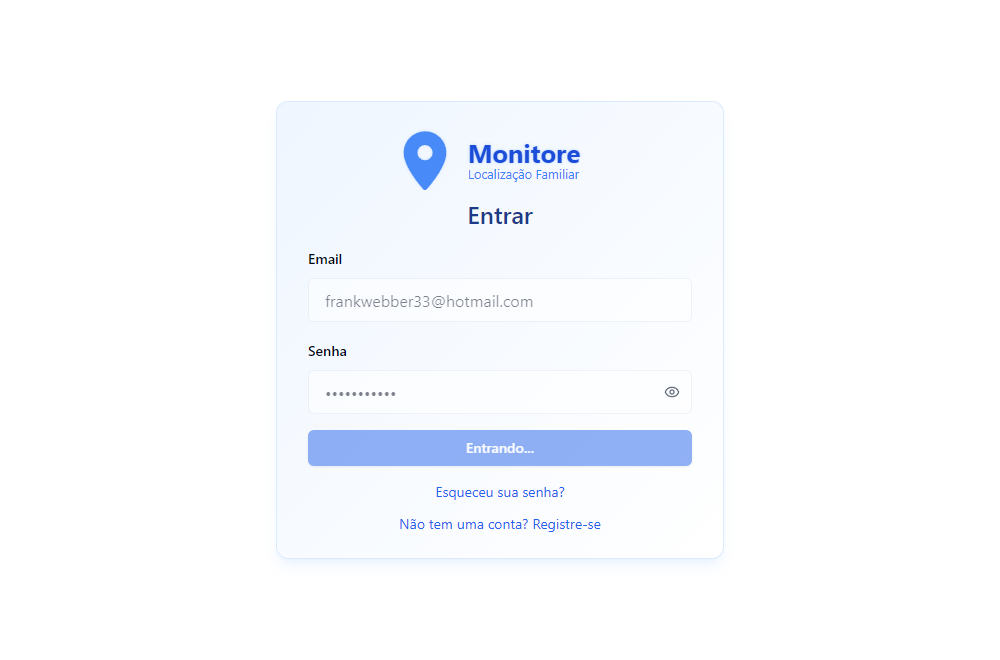 Monitore
Localização Familiar
Entrar
Email
frankwebber33@hotmail.com
Senha
•••••••••••
Entrando...
Esqueceu sua senha?
Não tem uma conta? Registre-se